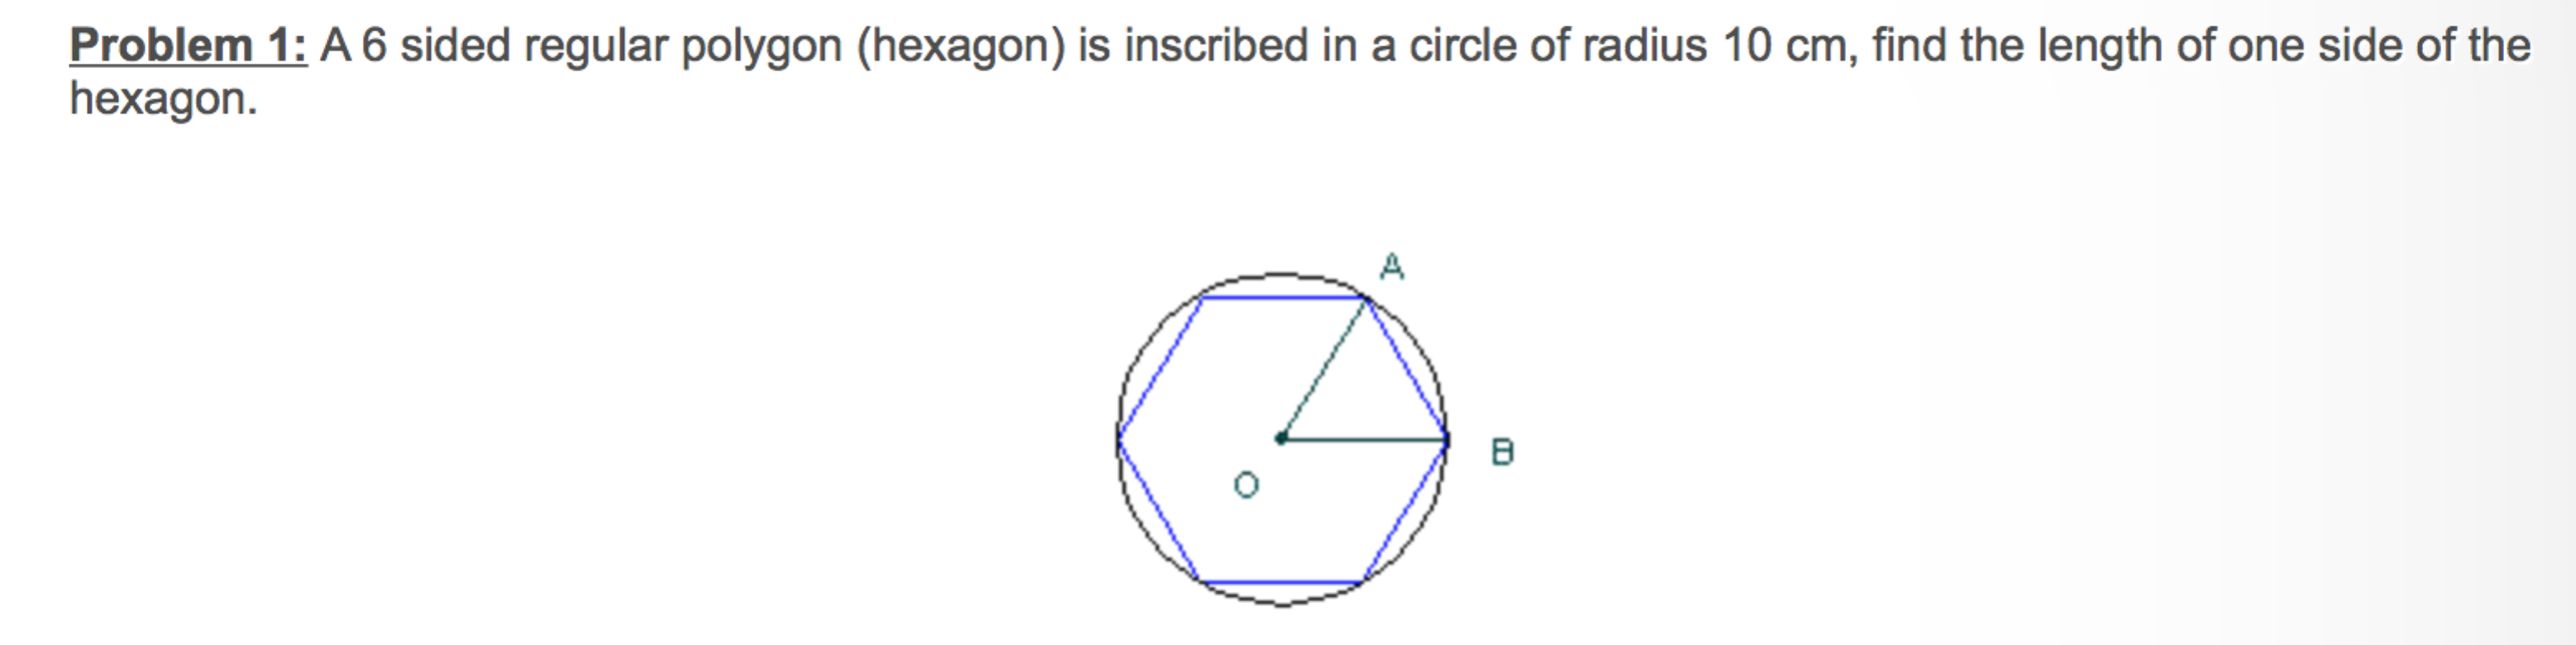 Problem 1: A 6 sided regular polygon (hexagon) is inscribed in a circle of radius 10 cm, find the length of one side of the
hexagon.
A
B
O